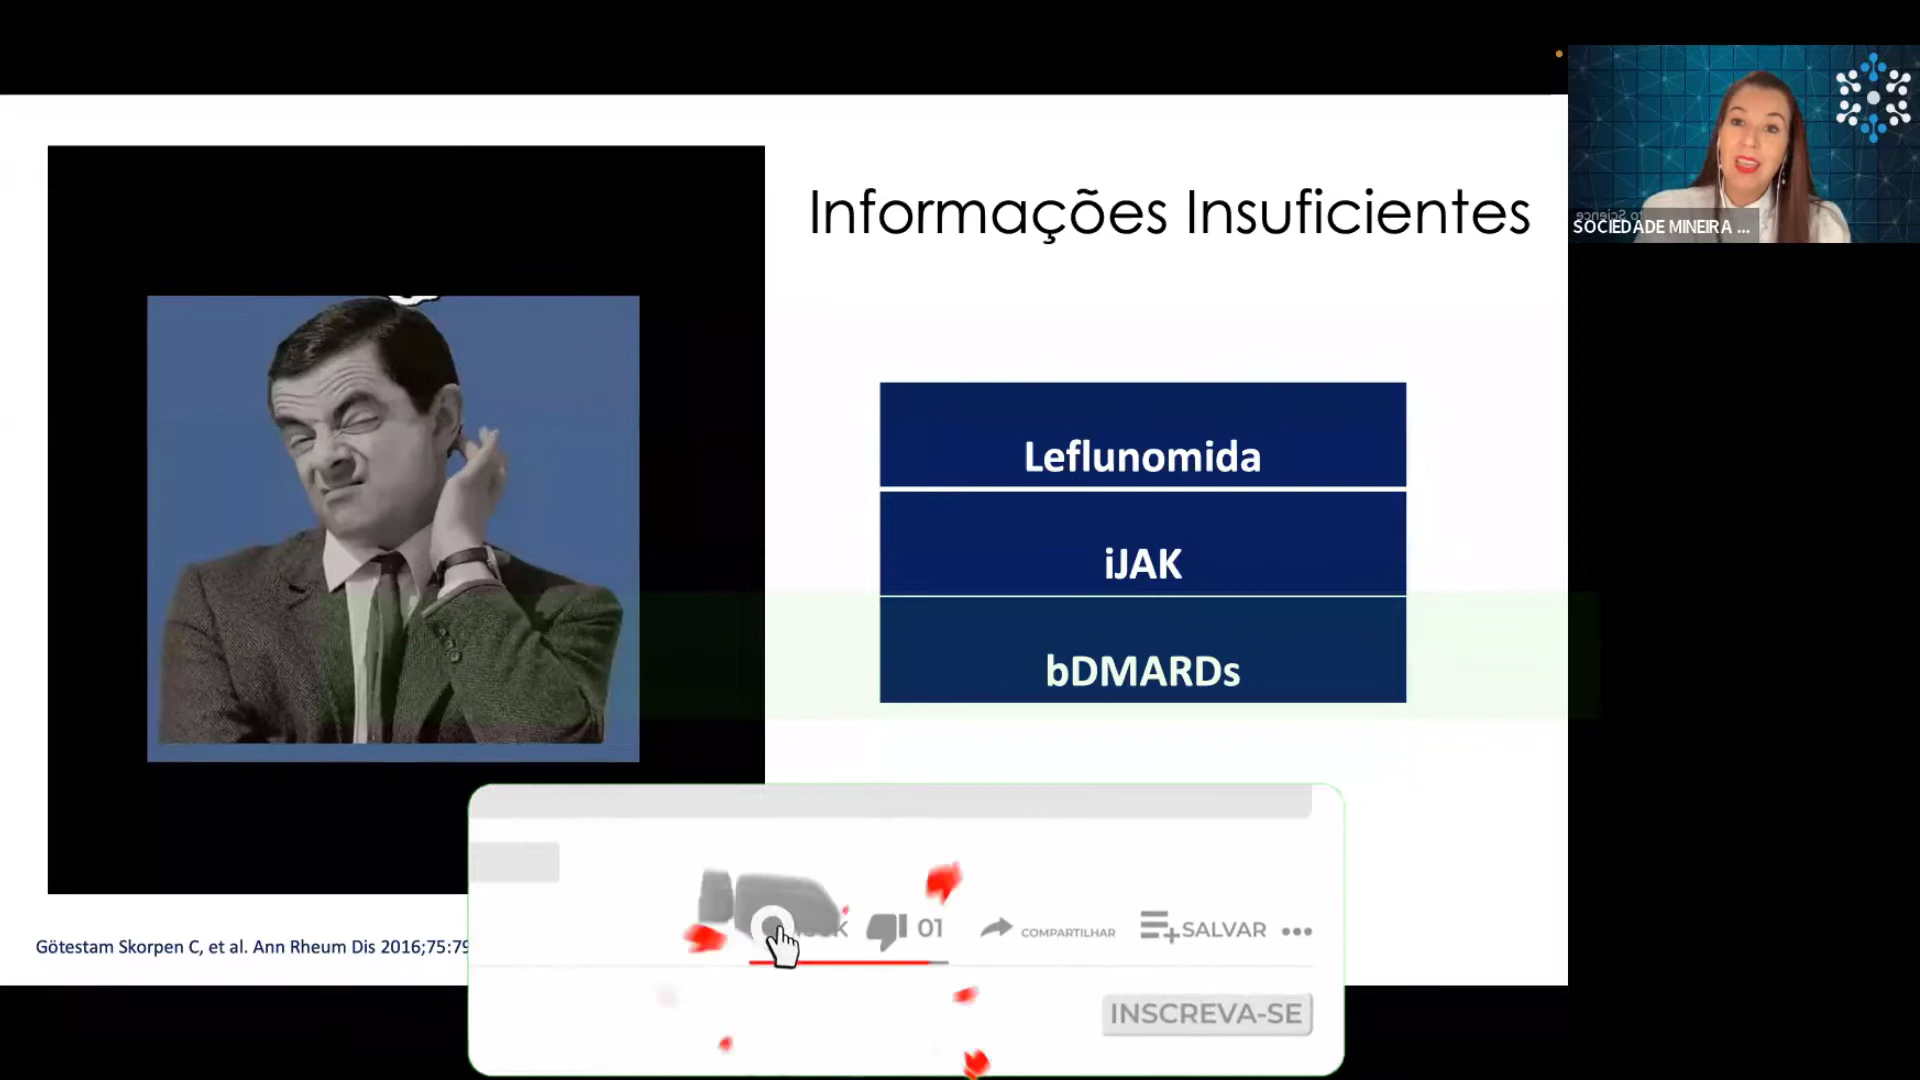 Informações Insuficientes
SOCIEDADE MINEIRA ...
Leflunomida
iJAK
bDMARDs
Götestam Skorpen C, et al. Ann Rheum Dis 2016;75:79
01
COMPARTILHAR
SALVAR
INSCREVA-SE